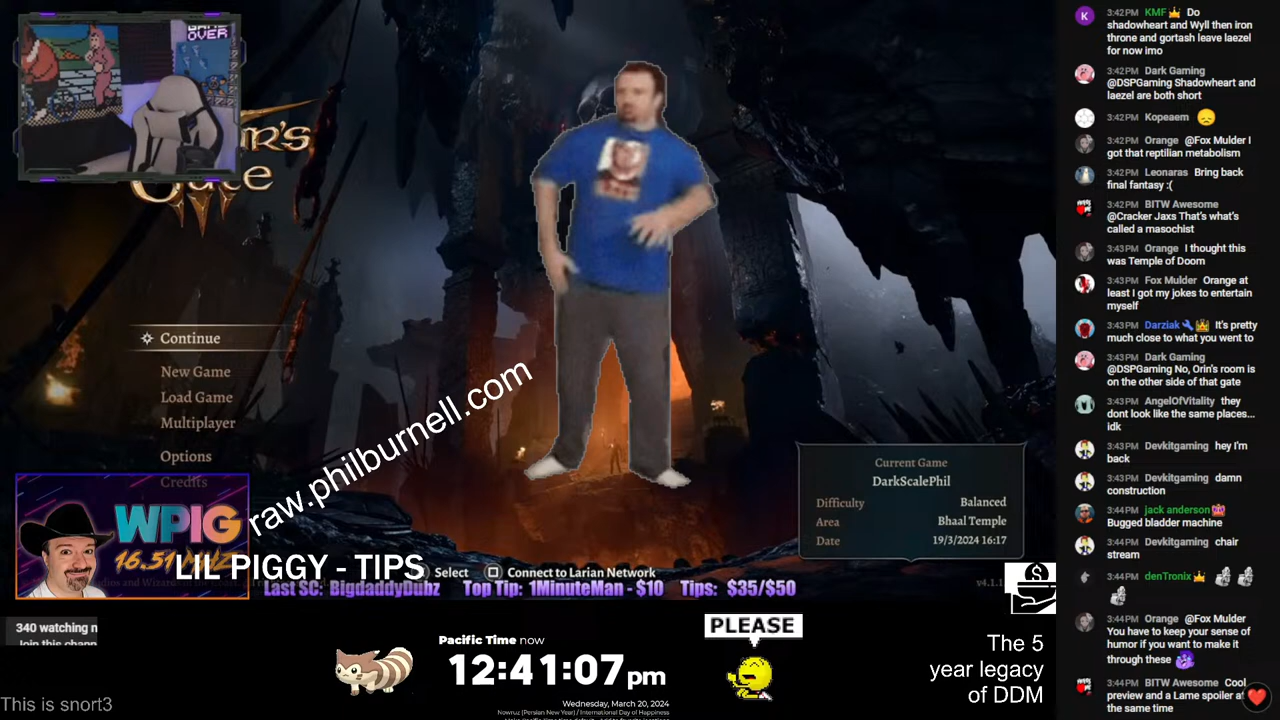 GAME
OVER
Continue
New Game
Load Game
Multiplayer
Options
Credits
raw.philburnell.com
WPIG
LIL PIGGY - TIPS
Select
Connect to Larian Network
Last SC: BigdaddyDubz
Top Tip: 1MinuteMan - $10
Tips: $35/$50
Current Game
DarkScalePhil
Difficulty Balanced
Area Bhaal Temple
Date 19/3/2024 16:17
340 watching n
This is snort3
Pacific Time now
12:41:07pm
Wednesday, March 20, 2024
Nowruz (Persian New Year) / International Day of Happiness
PLEASE
The 5
year legacy
of DDM
K
3:42PM KMF Do
shadowheart and Wyll then iron
throne and gortash leave laezel
for now imo
3:42PM Dark Gaming
@DSPGaming Shadowheart and
laezel are both short
3:42PM Kopeaem
3:42PM Orange @Fox Mulder I
got that reptilian metabolism
3:42PM Leonaras Bring back
final fantasy :(
3:42PM BITW Awesome
@Cracker Jaxs That's what's
called a masochist
3:43PM Orange I thought this
was Temple of Doom
3:43PM Fox Mulder Orange at
least I got my jokes to entertain
myself
3:43PM Darziak It's pretty
much close to what you went to
3:43PM Dark Gaming
@DSPGaming No, Orin's room is
on the other side of that gate
3:43PM AngelOfVitality they
dont look like the same places...
idk
3:43PM Devkitgaming hey I'm
back
3:43PM Devkitgaming damn
construction
3:44PM jack anderson
Bugged bladder machine
3:44PM Devkitgaming chair
stream
3:44PM denTronix
3:44PM Orange @Fox Mulder
You have to keep your sense of
humor if you want to make it
through these
3:44PM BITW Awesome Cool
preview and a Lame spoiler a
the same time